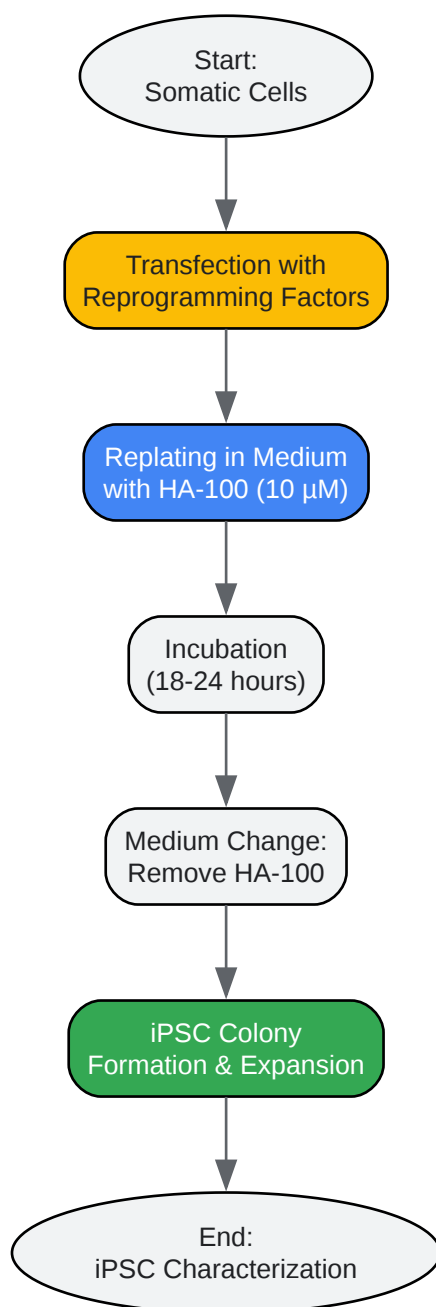 Start:
Somatic Cells
Transfection with
Reprogramming Factors
Replating in Medium
with HA-100 (10 µM)
Incubation
(18-24 hours)
Medium Change:
Remove HA-100
iPSC Colony
Formation & Expansion
End:
iPSC Characterization